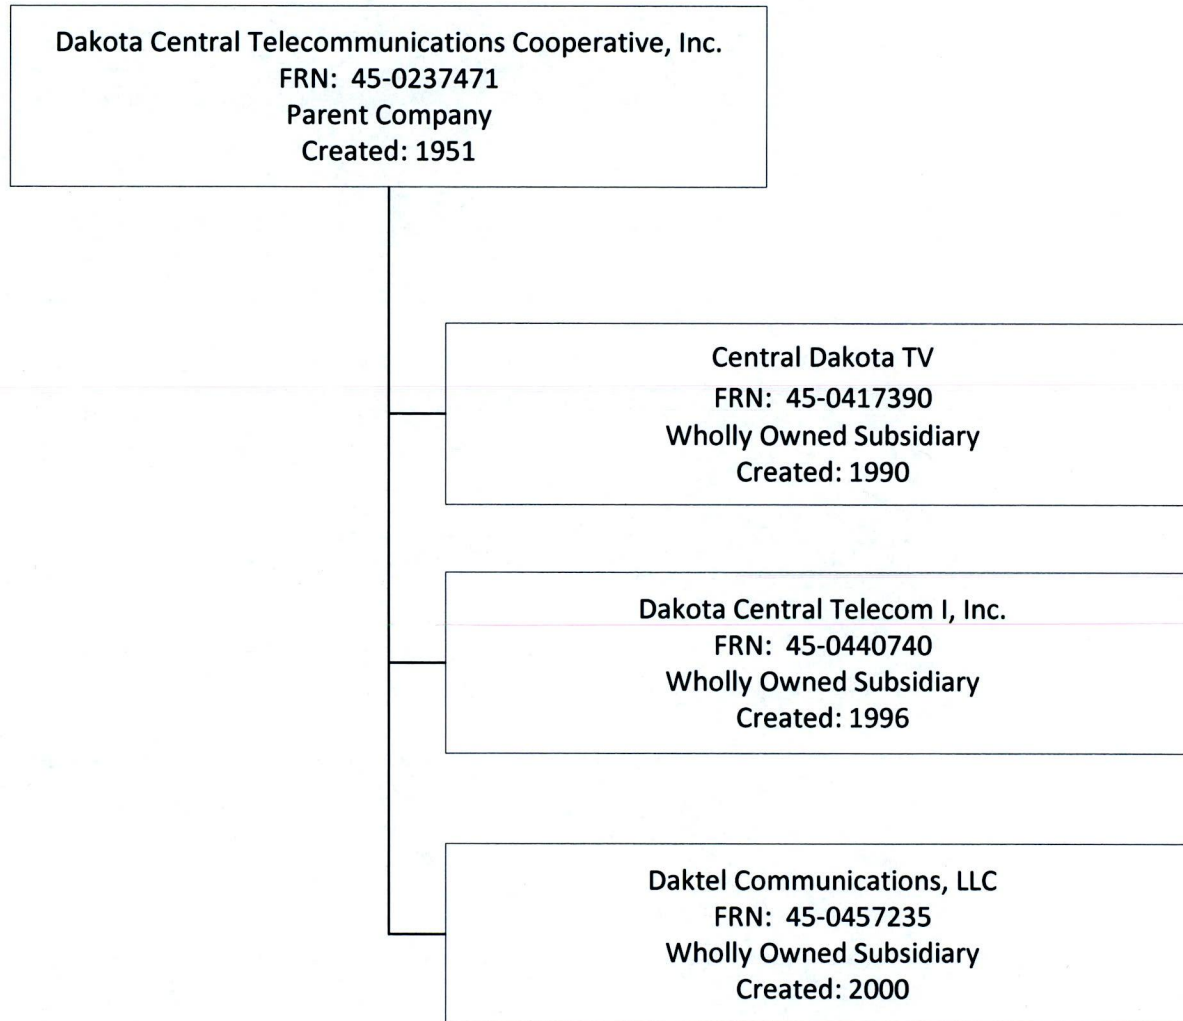 Dakota Central Telecommunications Cooperative, Inc.
FRN: 45-0237471
Parent Company
Created: 1951
Central Dakota TV
FRN: 45-0417390
Wholly Owned Subsidiary
Created: 1990
Dakota Central Telecom I, Inc.
FRN: 45-0440740
Wholly Owned Subsidiary
Created: 1996
Daktel Communications, LLC
FRN: 45-0457235
Wholly Owned Subsidiary
Created: 2000